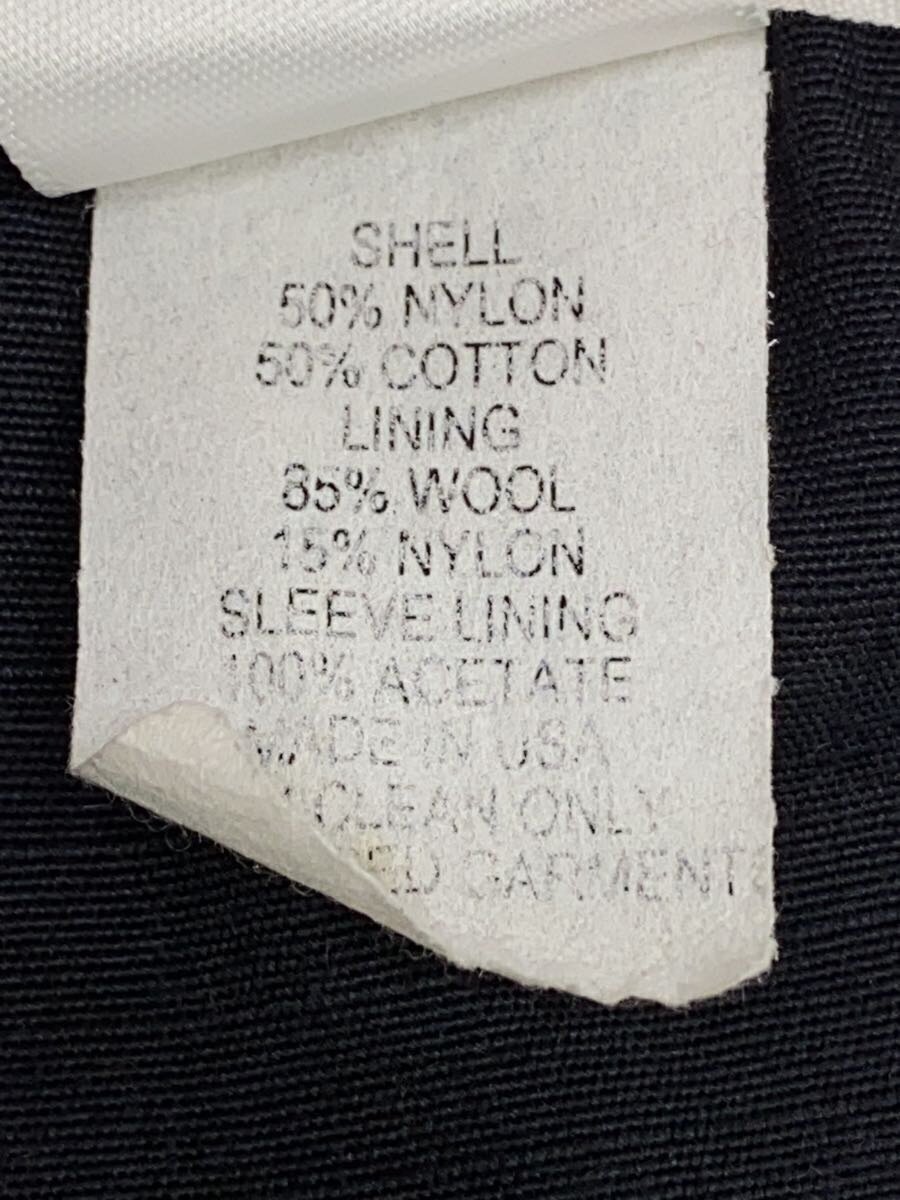 SHELL
50% NYLON
50% COTTON
LINING
85% WOOL
15% NYLON
SLEEVE LINING
100% ACETATE
MADE IN USA
CLEAN ONLY
GARMENT